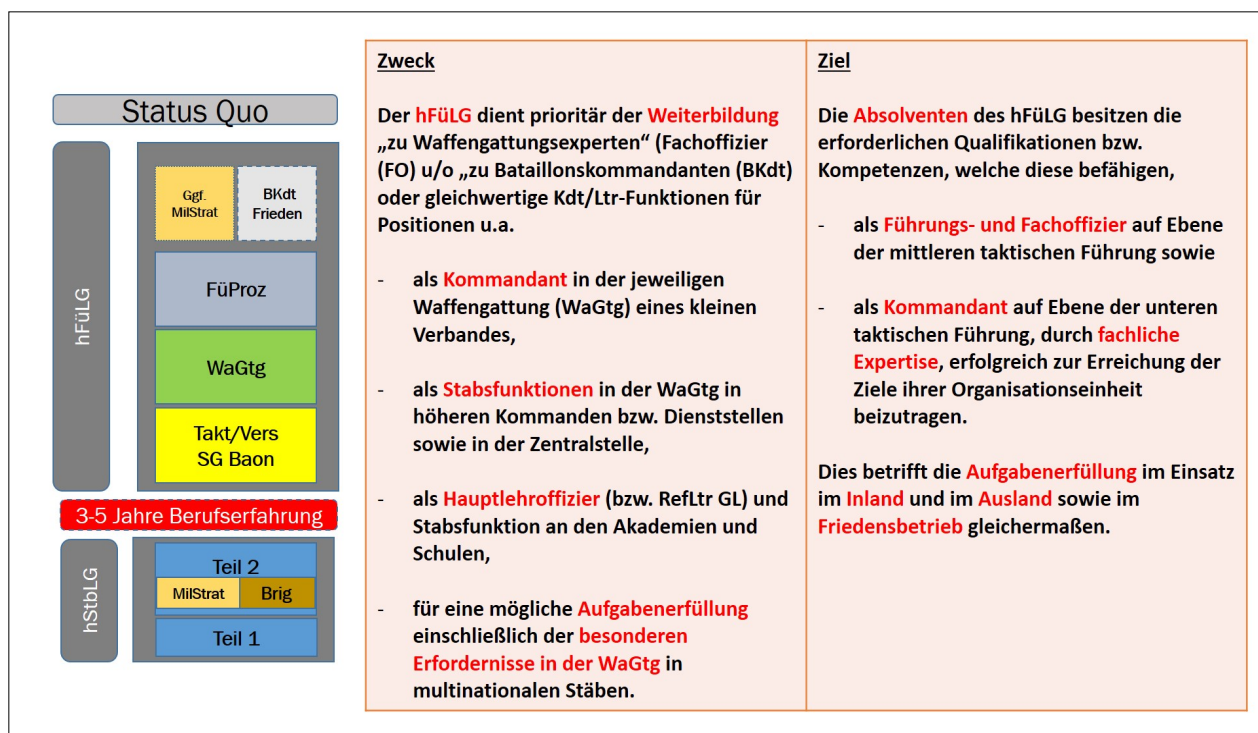 Status Quo
hFüLG
Ggf.
MilStrat
BKdt
Frieden
FüProz
WaGtg
Takt/Vers
SG Baon
3-5 Jahre Berufserfahrung
hStbLG
Teil 2
MilStrat
Brig
Teil 1
Zweck
Der hFüLG dient prioritär der Weiterbildung
„zu Waffengattungsexperten“ (Fachoffizier
(FO) u/o „zu Bataillonskommandanten (BKdt)
oder gleichwertige Kdt/Ltr-Funktionen für
Positionen u.a.
- als Kommandant in der jeweiligen
Waffengattung (WaGtg) eines kleinen
Verbandes,
- als Stabsfunktionen in der WaGtg in
höheren Kommanden bzw. Dienststellen
sowie in der Zentralstelle,
- als Hauptlehroffizier (bzw. RefLtr GL) und
Stabsfunktion an den Akademien und
Schulen,
- für eine mögliche Aufgabenerfüllung
einschließlich der besonderen
Erfordernisse in der WaGtg in
multinationalen Stäben.
Ziel
Die Absolventen des hFüLG besitzen die
erforderlichen Qualifikationen bzw.
Kompetenzen, welche diese befähigen,
- als Führungs- und Fachoffizier auf Ebene
der mittleren taktischen Führung sowie
- als Kommandant auf Ebene der unteren
taktischen Führung, durch fachliche
Expertise, erfolgreich zur Erreichung der
Ziele ihrer Organisationseinheit
beizutragen.
Dies betrifft die Aufgabenerfüllung im Einsatz
im Inland und im Ausland sowie im
Friedensbetrieb gleichermaßen.